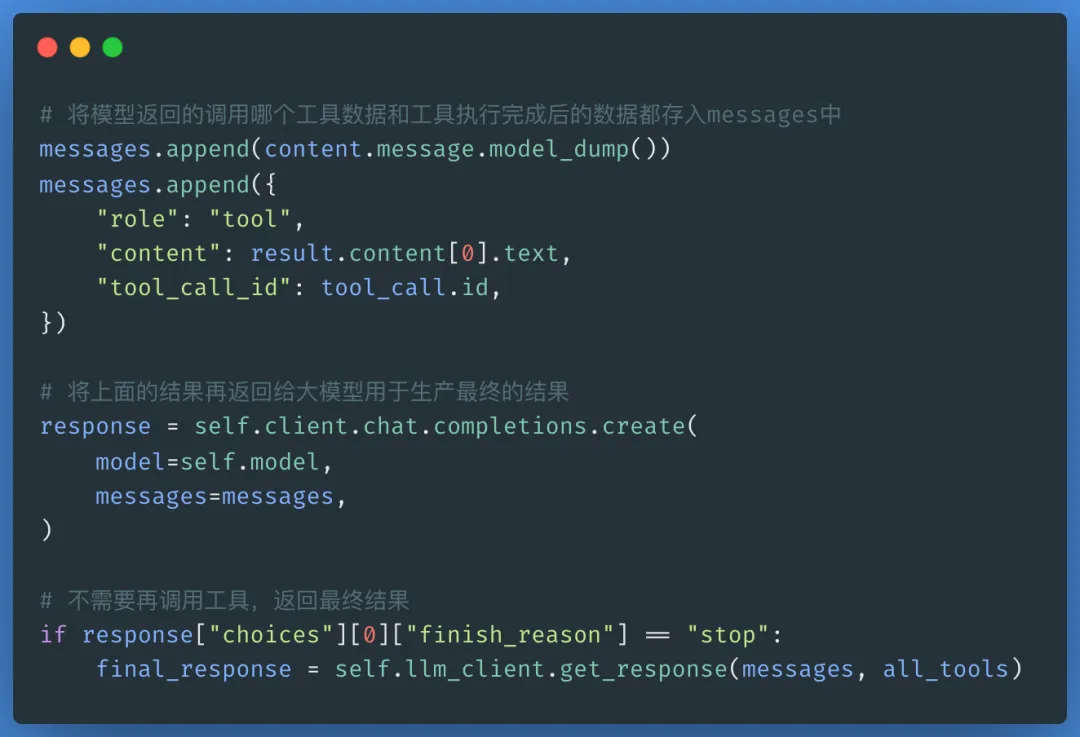 # 将模型返回的调用哪个工具数据和工具执行完成后的数据都存入messages中
messages.append(content.message.model_dump())
messages.append({
    "role": "tool",
    "content": result.content[0].text,
    "tool_call_id": tool_call.id,
})
# 将上面的结果再返回给大模型用于生产最终的结果
response = self.client.chat.completions.create(
    model=self.model,
    messages=messages,
)
# 不需要再调用工具，返回最终结果
if response["choices"][0]["finish_reason"] == "stop":
    final_response = self.llm_client.get_response(messages, all_tools)